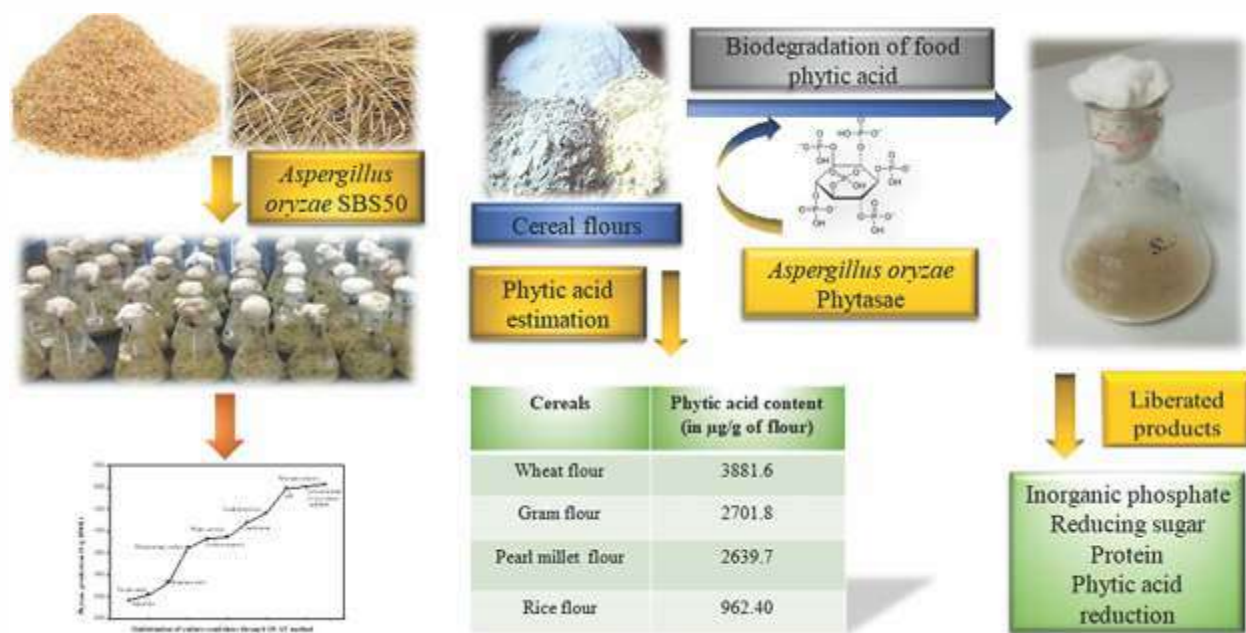 Aspergillus
oryzae SBS50
Cereal flours
Phytic acid
estimation
Biodegradation of food
phytic acid
Aspergillus oryzae
Phytasae
Cereals
Phytic acid content
(in µg/g of flour)
Wheat flour
3881.6
Gram flour
2701.8
Pearl millet flour
2639.7
Rice flour
962.40
Liberated
products
Inorganic phosphate
Reducing sugar
Protein
Phytic acid
reduction